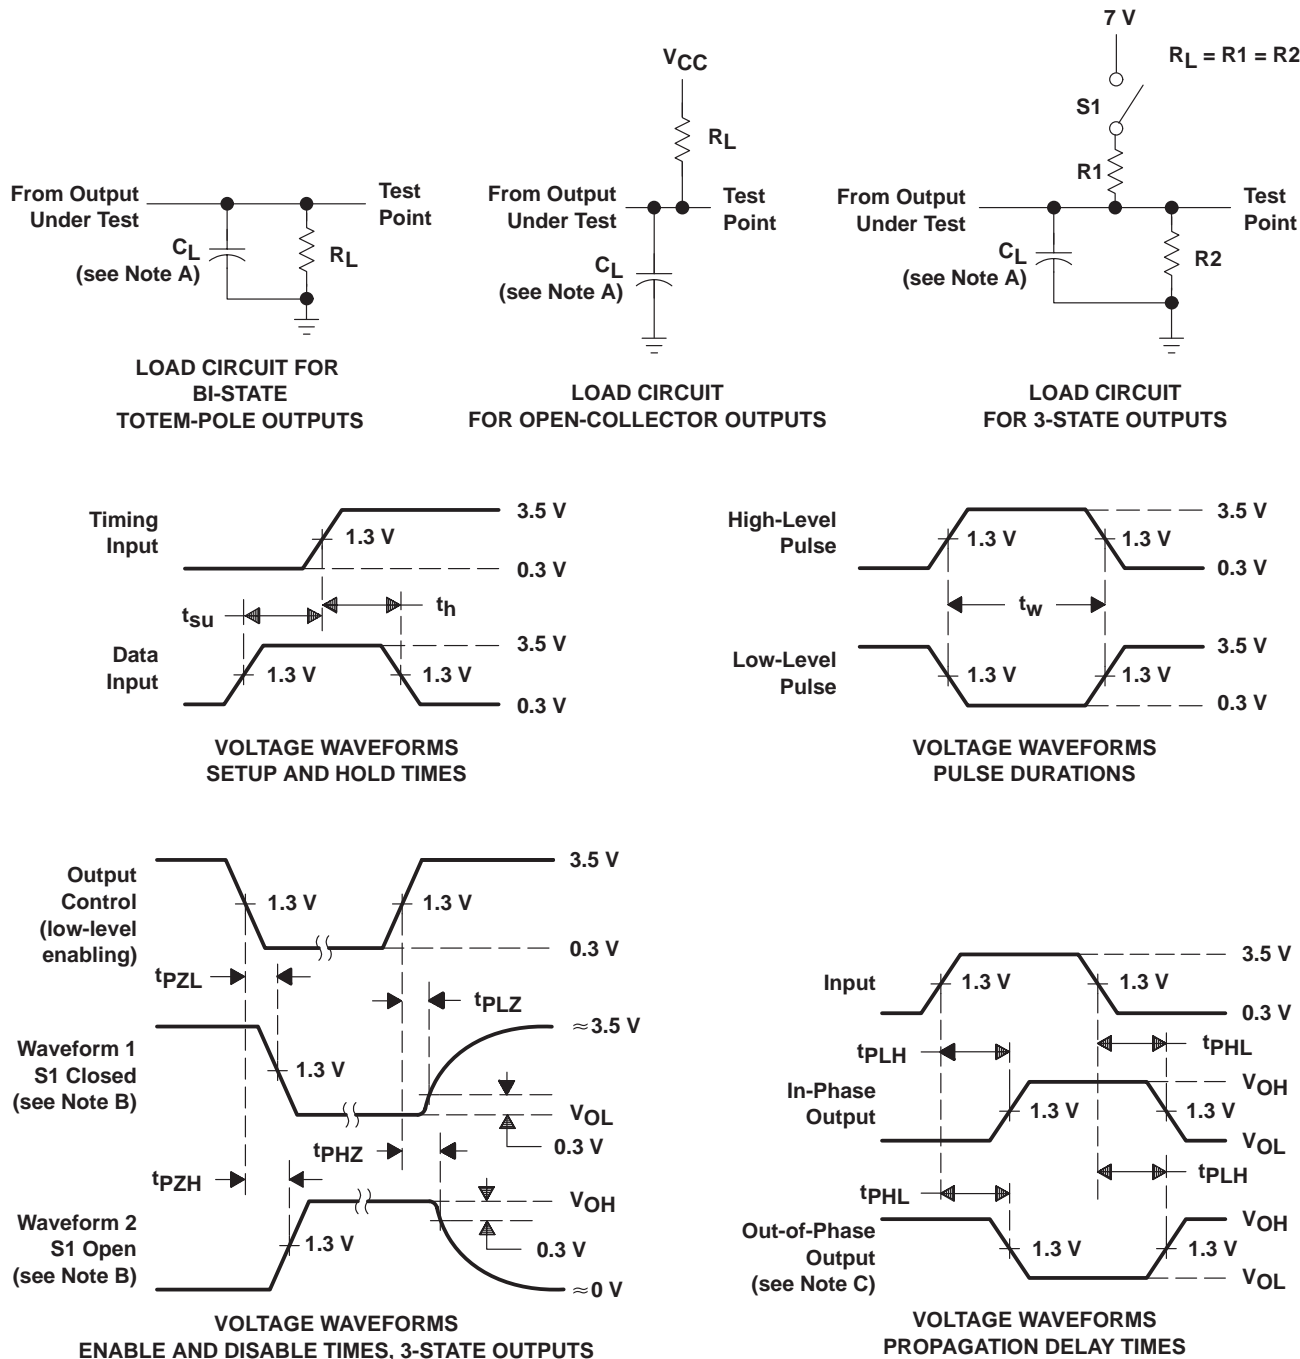 7 V
RL = R1 = R2
S1
R1
From Output
Under Test
Test
Point
CL
(see Note A)
R2
LOAD CIRCUIT
FOR 3-STATE OUTPUTS
VCC
RL
From Output
Under Test
Test
Point
CL
(see Note A)
LOAD CIRCUIT
FOR OPEN-COLLECTOR OUTPUTS
From Output
Under Test
Test
Point
CL
(see Note A)
RL
LOAD CIRCUIT FOR
BI-STATE
TOTEM-POLE OUTPUTS
Timing
Input
1.3 V
3.5 V
0.3 V
tsu
th
Data
Input
1.3 V
1.3 V
3.5 V
0.3 V
VOLTAGE WAVEFORMS
SETUP AND HOLD TIMES
High-Level
Pulse
1.3 V
1.3 V
3.5 V
0.3 V
tw
Low-Level
Pulse
1.3 V
1.3 V
3.5 V
0.3 V
VOLTAGE WAVEFORMS
PULSE DURATIONS
Output
Control
(low-level
enabling)
1.3 V
1.3 V
3.5 V
0.3 V
tPZL
tPLZ
Waveform 1
S1 Closed
(see Note B)
1.3 V
≈3.5 V
VOL
0.3 V
tPHZ
tPZH
Waveform 2
S1 Open
(see Note B)
1.3 V
VOH
0.3 V
≈0 V
VOLTAGE WAVEFORMS
ENABLE AND DISABLE TIMES, 3-STATE OUTPUTS
Input
1.3 V
1.3 V
3.5 V
0.3 V
tPLH
tPHL
In-Phase
Output
1.3 V
1.3 V
VOH
VOL
tPHL
tPLH
Out-of-Phase
Output
(see Note C)
1.3 V
1.3 V
VOH
VOL
VOLTAGE WAVEFORMS
PROPAGATION DELAY TIMES